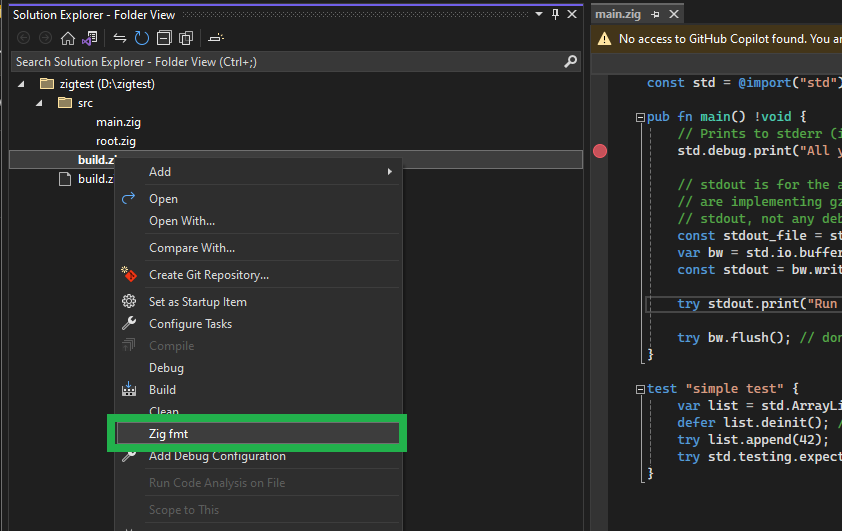 Solution Explorer - Folder View
Search Solution Explorer - Folder View (Ctrl+;)
zigtest (D:\zigtest)
src
main.zig
root.zig
build.zi
build.z
Add
Open
Open With...
Compare With...
Create Git Repository...
Set as Startup Item
Configure Tasks
Compile
Debug
Build
Clean
Zig fmt
Add Debug Configuration
Run Code Analysis on File
Scope to This
main.zig
No access to GitHub Copilot found. You ar
const std = @import("std")
pub fn main() !void {
// Prints to stderr (i
std.debug.print("All y
// stdout is for the a
// are implementing gz
// stdout, not any deb
const stdout_file = st
var bw = std.io.buffer
const stdout = bw.writ
try stdout.print("Run
try bw.flush(); // don
}
test "simple test" {
var list = std.ArrayLi
defer list.deinit(); /
try list.append(42);
try std.testing.expect
}